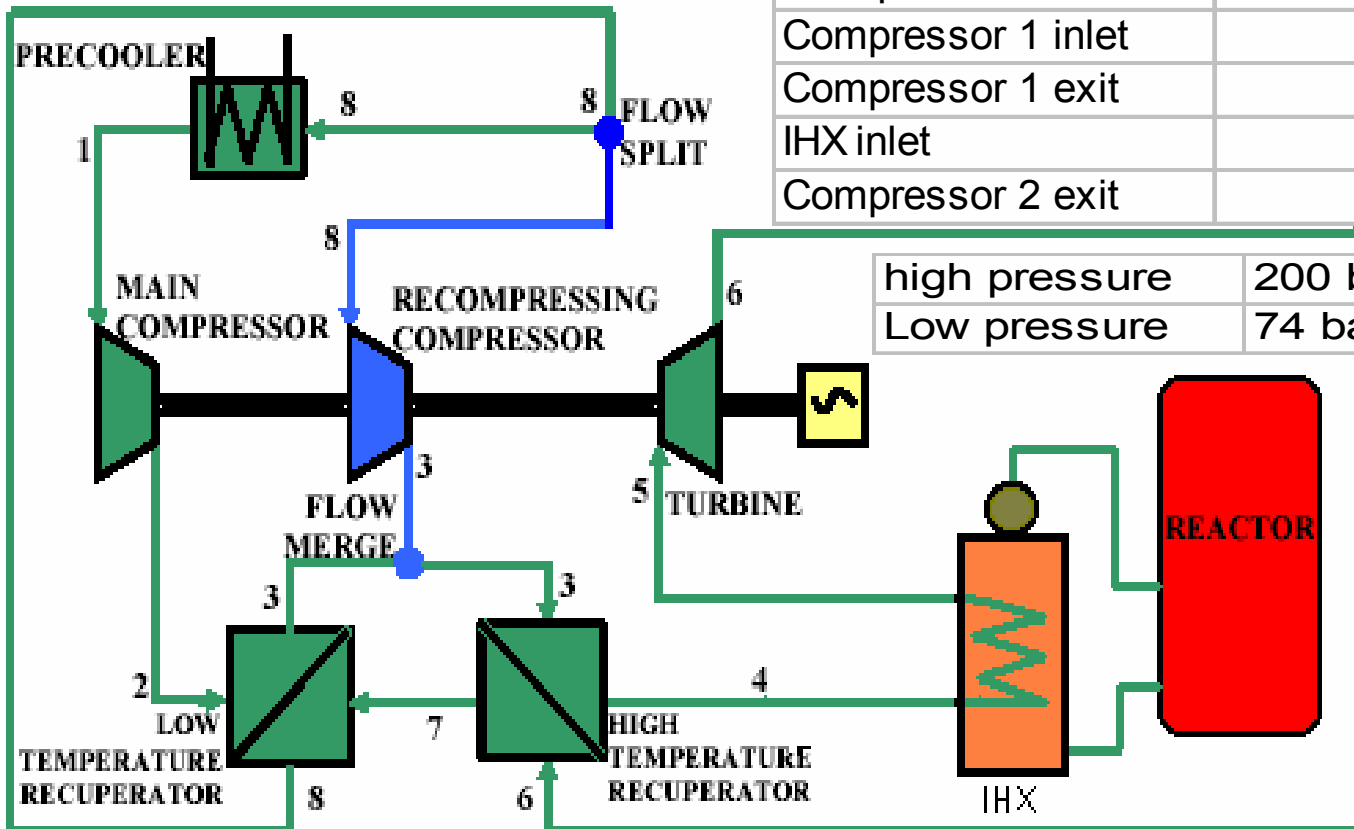 Compressor 1 inlet
Compressor 1 exit
IHX inlet
Compressor 2 exit
high pressure 200
Low pressure 74
PRECOOLER
8
8
FLOW
SPLIT
1
8
MAIN
COMPRESSOR
RECOMPRESSING
COMPRESSOR
6
3
5
TURBINE
FLOW
MERGE
REACTOR
3
3
2
4
7
LOW
TEMPERATURE
RECUPERATOR
HIGH
TEMPERATURE
RECUPERATOR
8
6
IHX